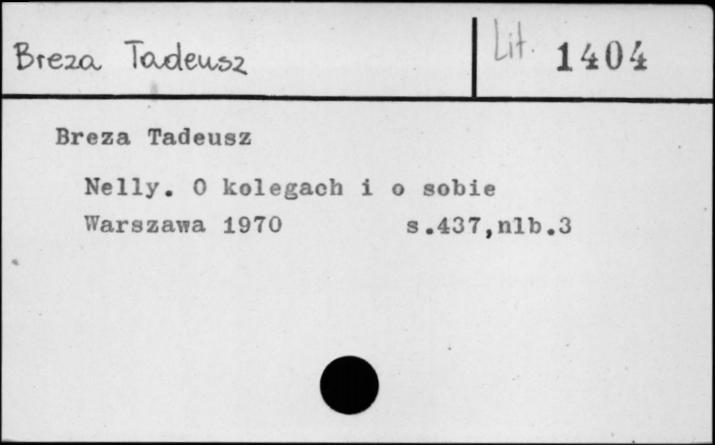 Breza Tadeusz
Lit. 1404
Breza Tadeusz
Nelly. O kolegach i o sobie
Warszawa 1970 s.437,nlb.3